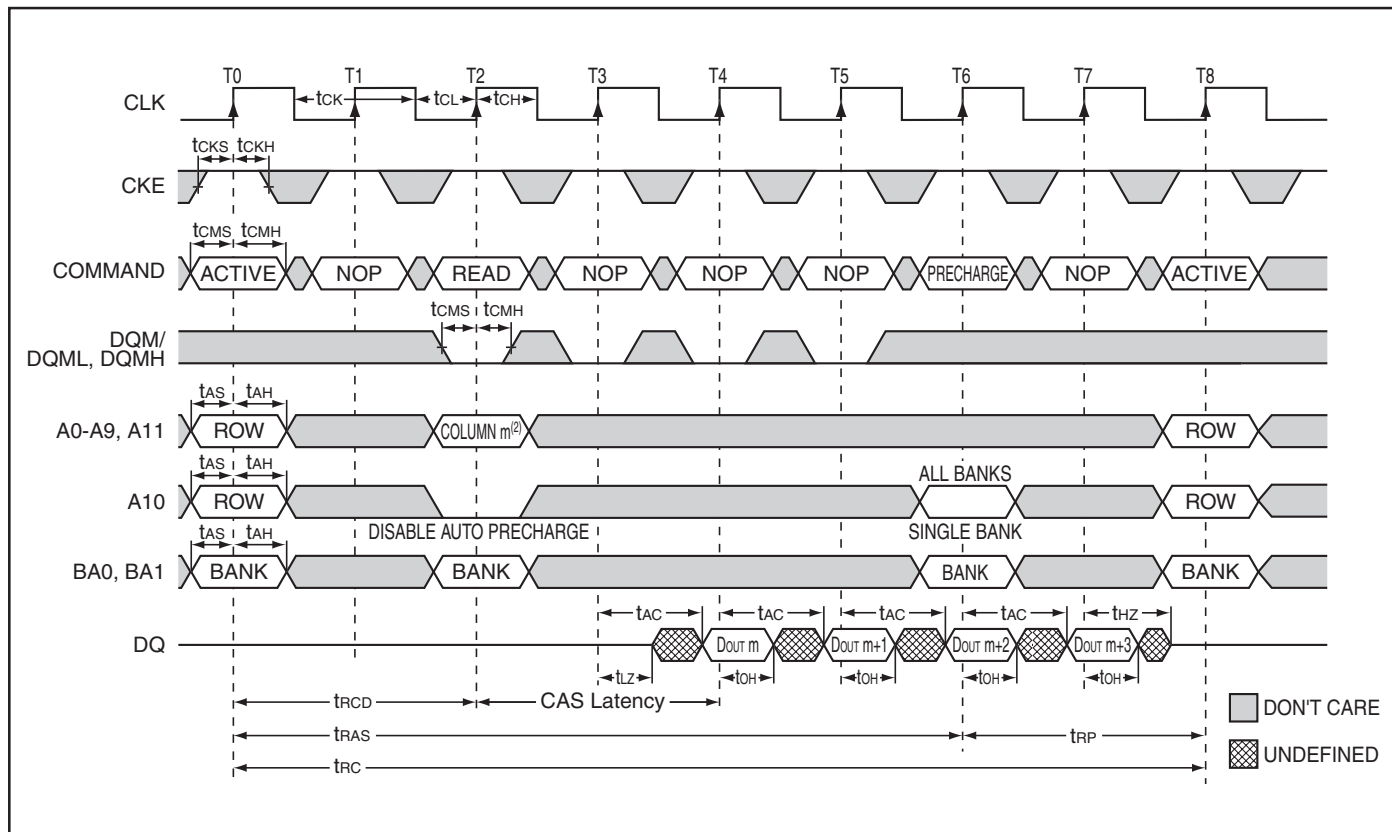 T0 T1 T2 T3 T4 T5 T6 T7 T8
CLK tCK tCL tCH
tCKS tCKH
CKE
tCMS tCMH
COMMAND ACTIVE NOP READ NOP NOP NOP PRECHARGE NOP ACTIVE
tCMS tCMH
DQM/
DQML, DQMH
tAS tAH
A0-A9, A11 ROW COLUMN m(2) ROW
tAS tAH ALL BANKS
A10 ROW ROW
tAS tAH DISABLE AUTO PRECHARGE SINGLE BANK
BA0, BA1 BANK BANK BANK BANK
tAC tAC tAC tAC tHZ
DQ DOUT m DOUT m+1 DOUT m+2 DOUT m+3
tLZ tOH tOH tOH tOH
tRCD CAS Latency
DON'T CARE
tRAS tRP
UNDEFINED
tRC